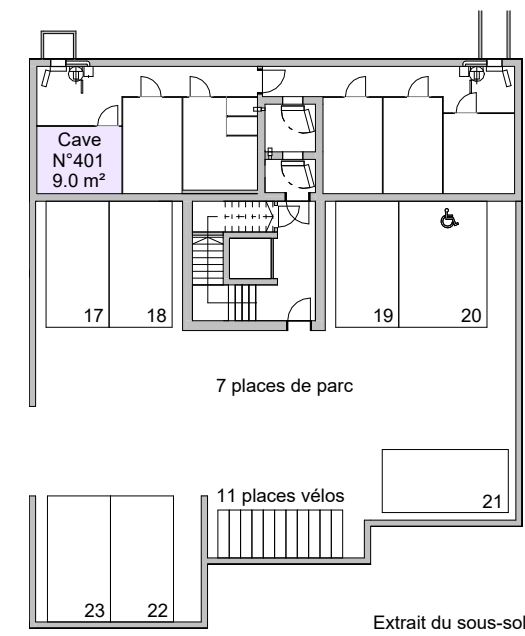 Cave
N°401
9.0 m²
17
18
19
20
7 places de parc
21
11 places vélos
23
22
Extrait du sous-sol